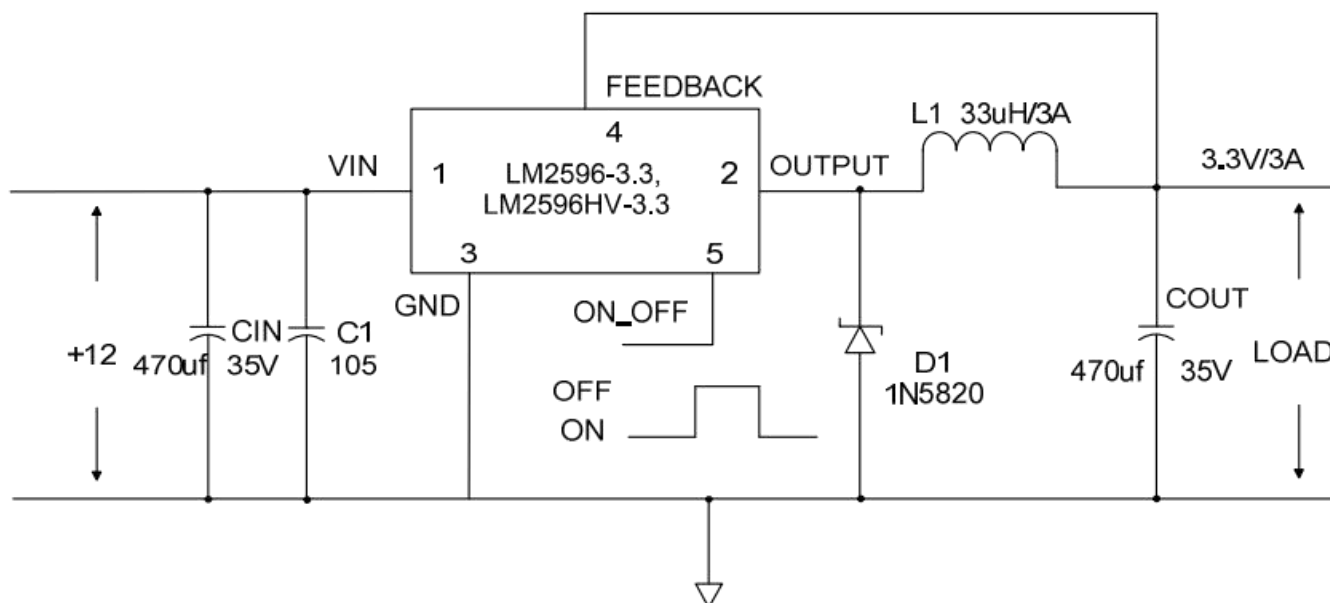 FEEDBACK
L1 33uH/3A
4
VIN
1
LM2596-3.3,
LM2596HV-3.3
2
OUTPUT
3.3V/3A
3
5
GND
ON_OFF
+12
CIN
470uf 35V
C1
105
OFF
ON
D1
1N5820
COUT
470uf 35V
LOAD